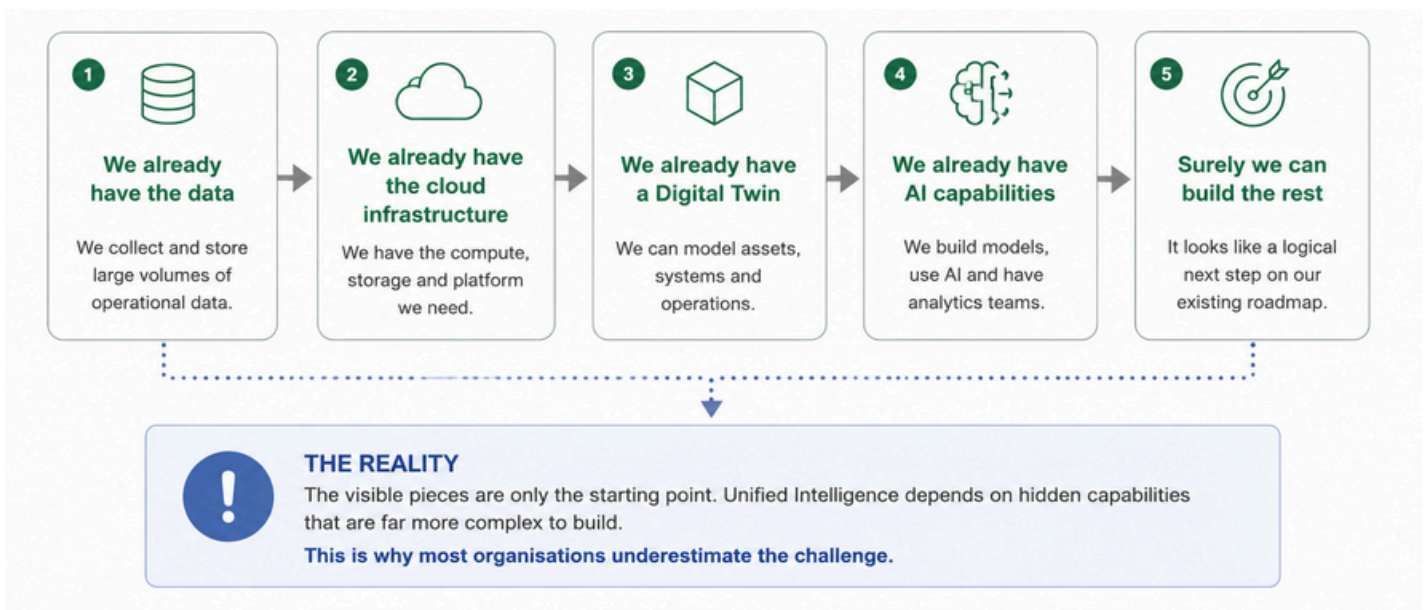 1
We already
have the data
We collect and store
large volumes of
operational data.
2
We already have
the cloud
infrastructure
We have the compute,
storage and platform
we need.
3
We already have
a Digital Twin
We can model assets,
systems and
operations.
4
We already have
AI capabilities
We build models,
use AI and have
analytics teams.
5
Surely we can
build the rest
It looks like a logical
next step on our
existing roadmap.
THE REALITY
The visible pieces are only the starting point. Unified Intelligence depends on hidden capabilities
that are far more complex to build.
This is why most organisations underestimate the challenge.